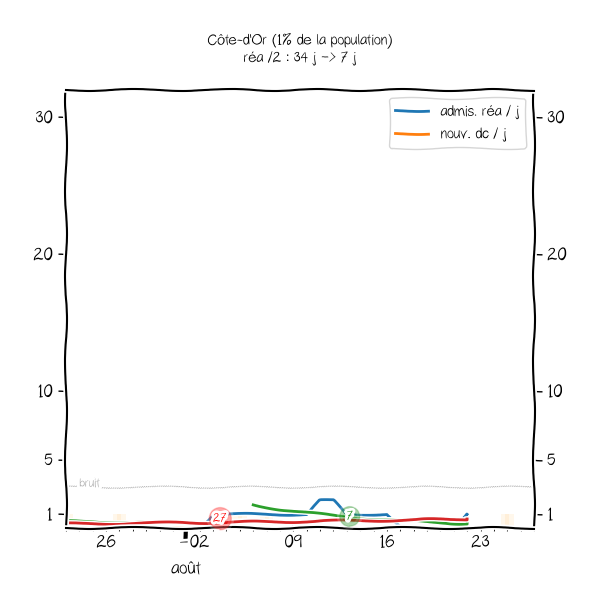 Côte-d'Or (1% de la population)
réa /2 : 34 j -> 7 j
admis. réa / j
nouv. dc / j
30
30
20
20
10
10
5
5
bruit
1
27
7
1
26
02
09
16
23
août